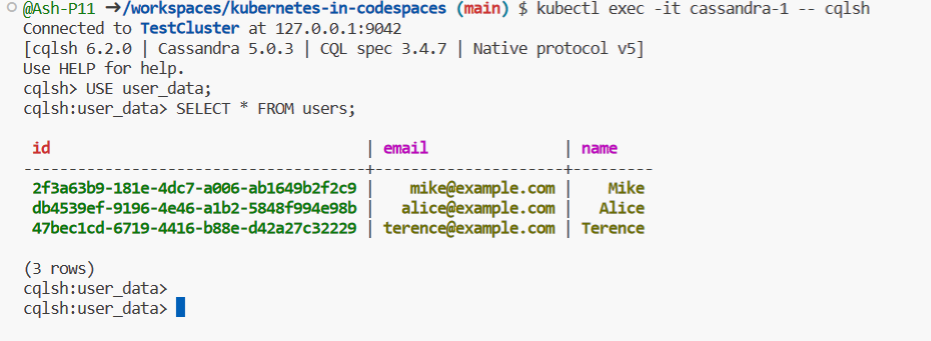 @Ash-P11 ➜/workspaces/kubernetes-in-codespaces (main) $ kubectl exec -it cassandra-1 -- cqlsh
Connected to TestCluster at 127.0.0.1:9042
[cqlsh 6.2.0 | Cassandra 5.0.3 | CQL spec 3.4.7 | Native protocol v5]
Use HELP for help.
cqlsh> USE user_data;
cqlsh:user_data> SELECT * FROM users;
id | email | name
--------------------------------------+---------------------+---------
2f3a63b9-181e-4dc7-a006-ab1649b2f2c9 | mike@example.com | Mike
db4539ef-9196-4e46-a1b2-5848f994e98b | alice@example.com | Alice
47bec1cd-6719-4416-b88e-d42a27c32229 | terence@example.com | Terence
(3 rows)
cqlsh:user_data>
cqlsh:user_data>